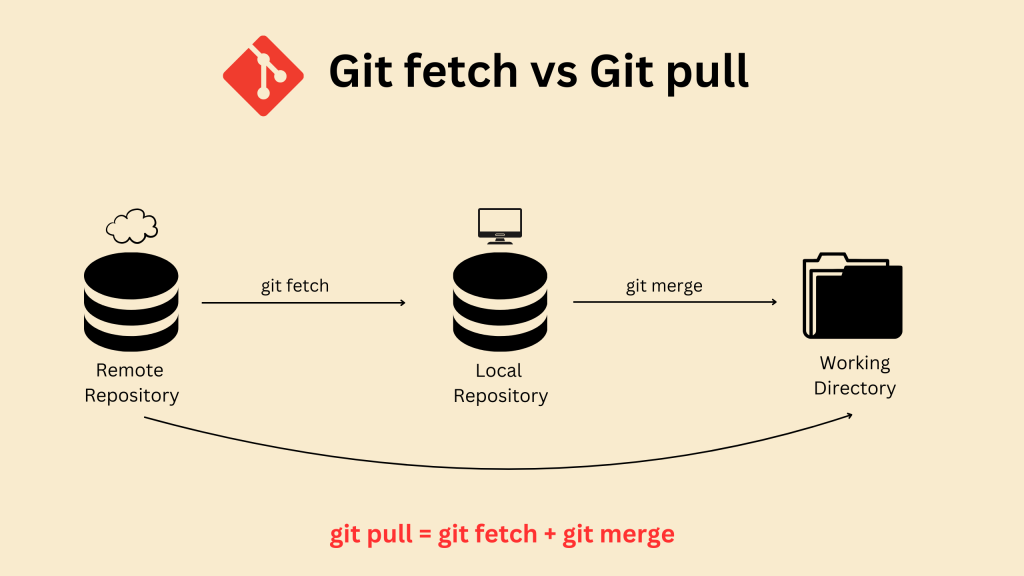 Git fetch vs Git pull
git fetch
git merge
Remote
Repository
Local
Repository
Working
Directory
git pull = git fetch + git merge